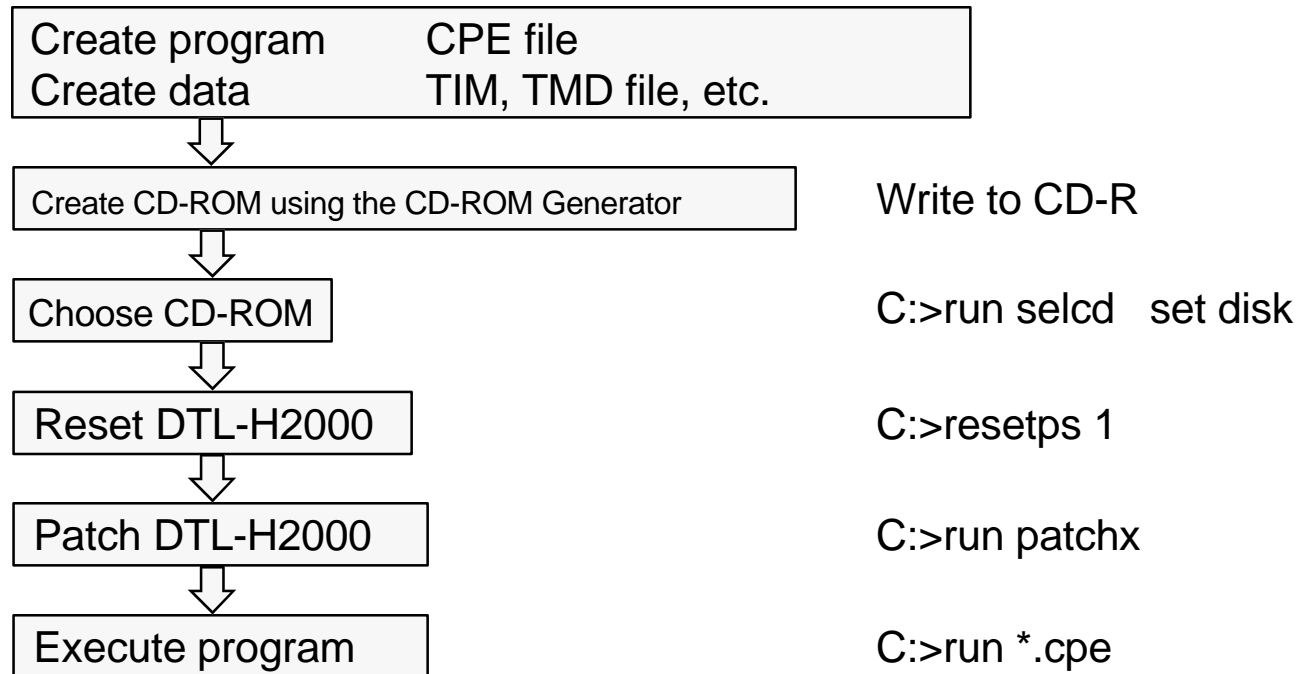 Create program CPE file
Create data TIM, TMD file, etc.
Create CD-ROM using the CD-ROM Generator Write to CD-R
Choose CD-ROM C:>run selcd set disk
Reset DTL-H2000 C:>resetps 1
Patch DTL-H2000 C:>run patchx
Execute program C:>run *.cpe